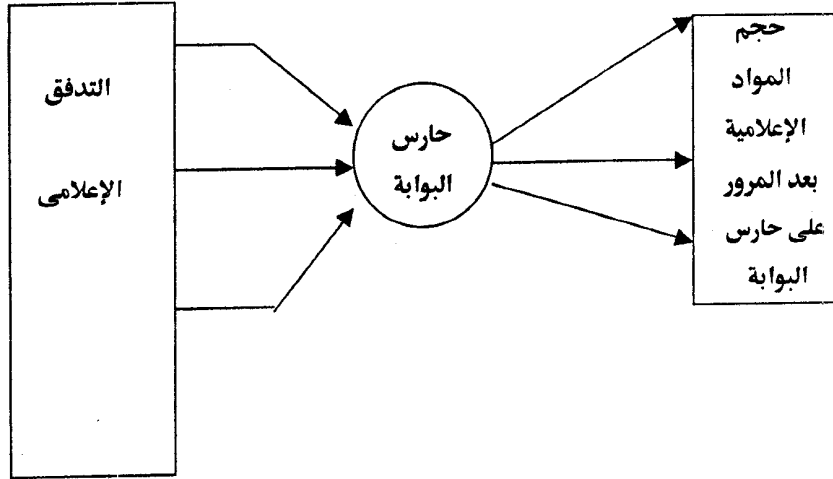 التدفق
الإعلامى
حارس
البوابة
حجم
المواد
الإعلامية
بعد المرور
على حارس
البوابة